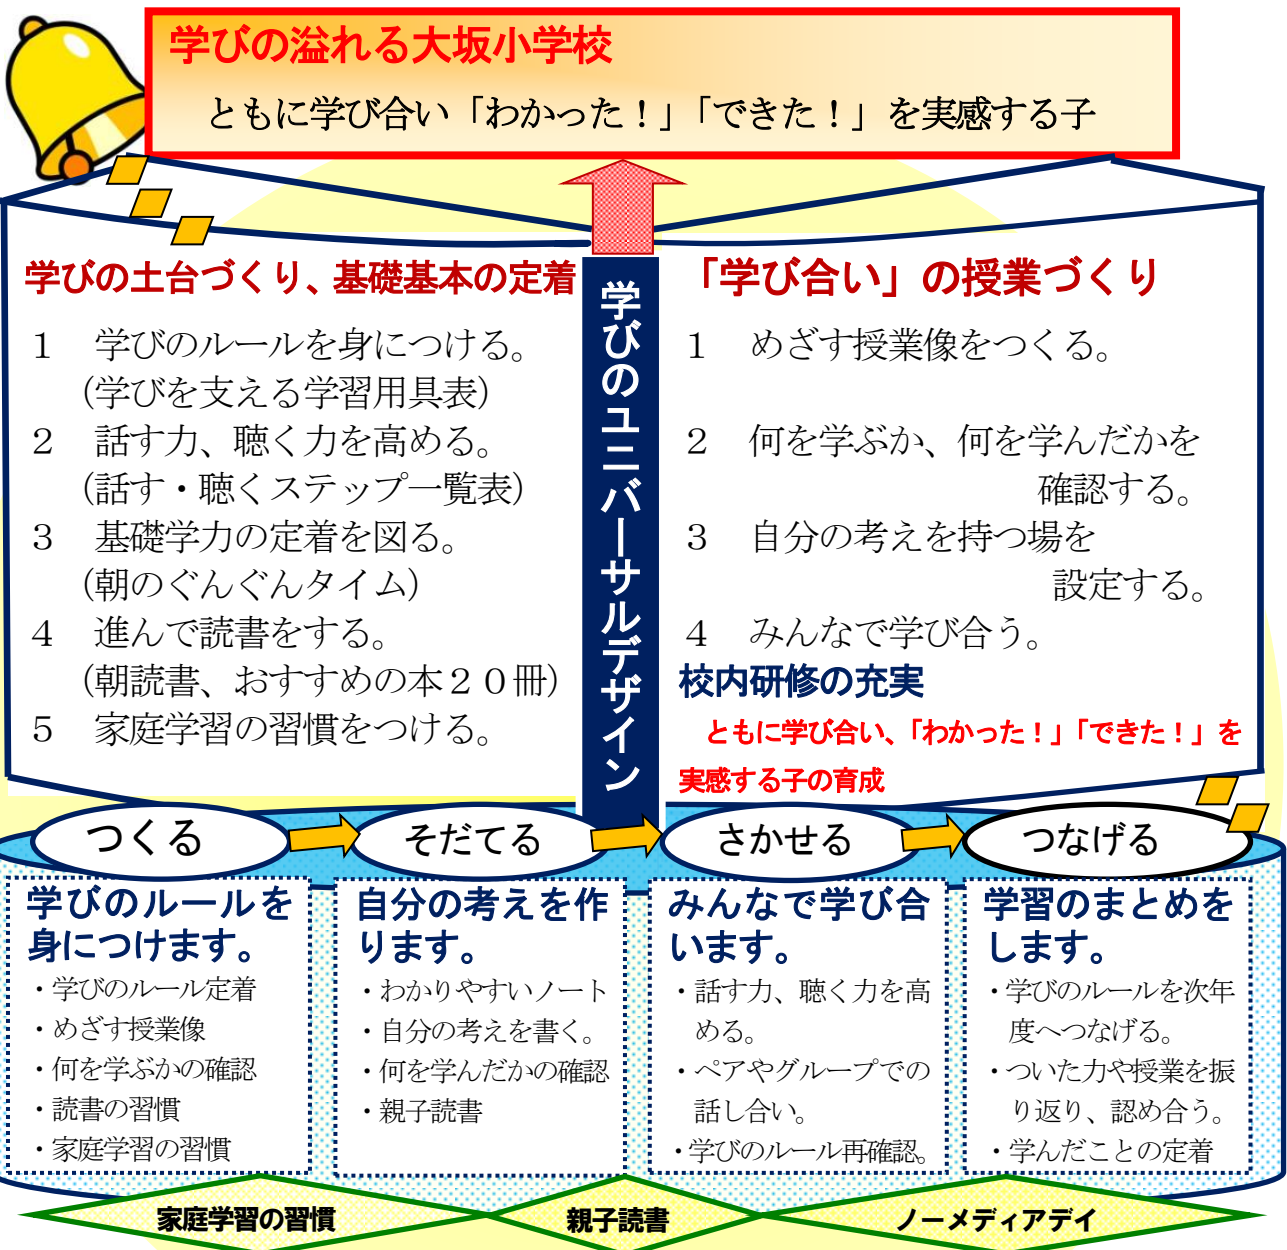 学びの溢れる大坂小学校
ともに学び合い「わかった！」「できた！」を実感する子
学びの土台づくり、基礎基本の定着
１　学びのルールを身につける。
（学びを支える学習用具表）
２　話す力、聴く力を高める。
（話す・聴くステップ一覧表）
３　基礎学力の定着を図る。
（朝のぐんぐんタイム）
４　進んで読書をする。
（朝読書、おすすめの本２０冊）
５　家庭学習の習慣をつける。
学びのユニバーサルデザイン
「学び合い」の授業づくり
１　めざす授業像をつくる。
２　何を学ぶか、何を学んだかを
確認する。
３　自分の考えを持つ場を
設定する。
４　みんなで学び合う。
校内研修の充実
ともに学び合い、「わかった！」「できた！」を
実感する子の育成
つくる
そだてる
さかせる
つなげる
学びのルールを
身につけます。
・学びのルール定着
・めざす授業像
・何を学ぶかの確認
・読書の習慣
・家庭学習の習慣
自分の考えを作
ります。
・わかりやすいノート
・自分の考えを書く。
・何を学んだかの確認
・親子読書
みんなで学び合
います。
・話す力、聴く力を高
める。
・ペアやグループでの
話し合い。
・学びのルール再確認。
学習のまとめを
します。
・学びのルールを次年
度へつなげる。
・ついた力や授業を振
り返り、認め合う。
・学んだことの定着
家庭学習の習慣
親子読書
ノーメディアデイ